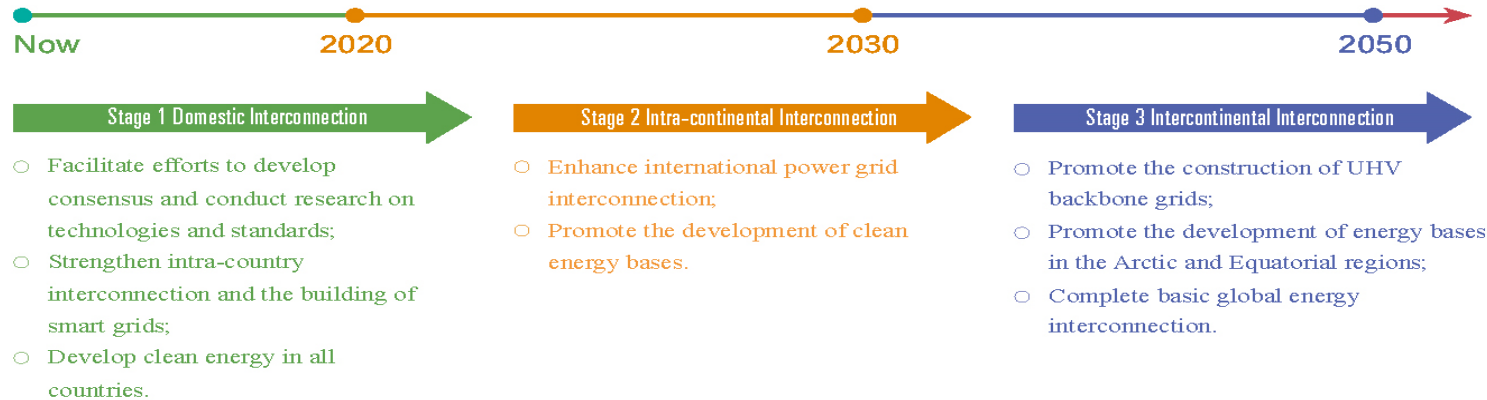 Now
2020
2030
2050
Stage 1 Domestic Interconnection
Facilitate efforts to develop
consensus and conduct research on
technologies and standards;
Strengthen intra-country
interconnection and the building of
smart grids;
Develop clean energy in all
countries.
Stage 2 Intra-continental Interconnection
Enhance international power grid
interconnection;
Promote the development of clean
energy bases.
Stage 3 Intercontinental Interconnection
Promote the construction of UHV
backbone grids;
Promote the development of energy bases
in the Arctic and Equatorial regions;
Complete basic global energy
interconnection.